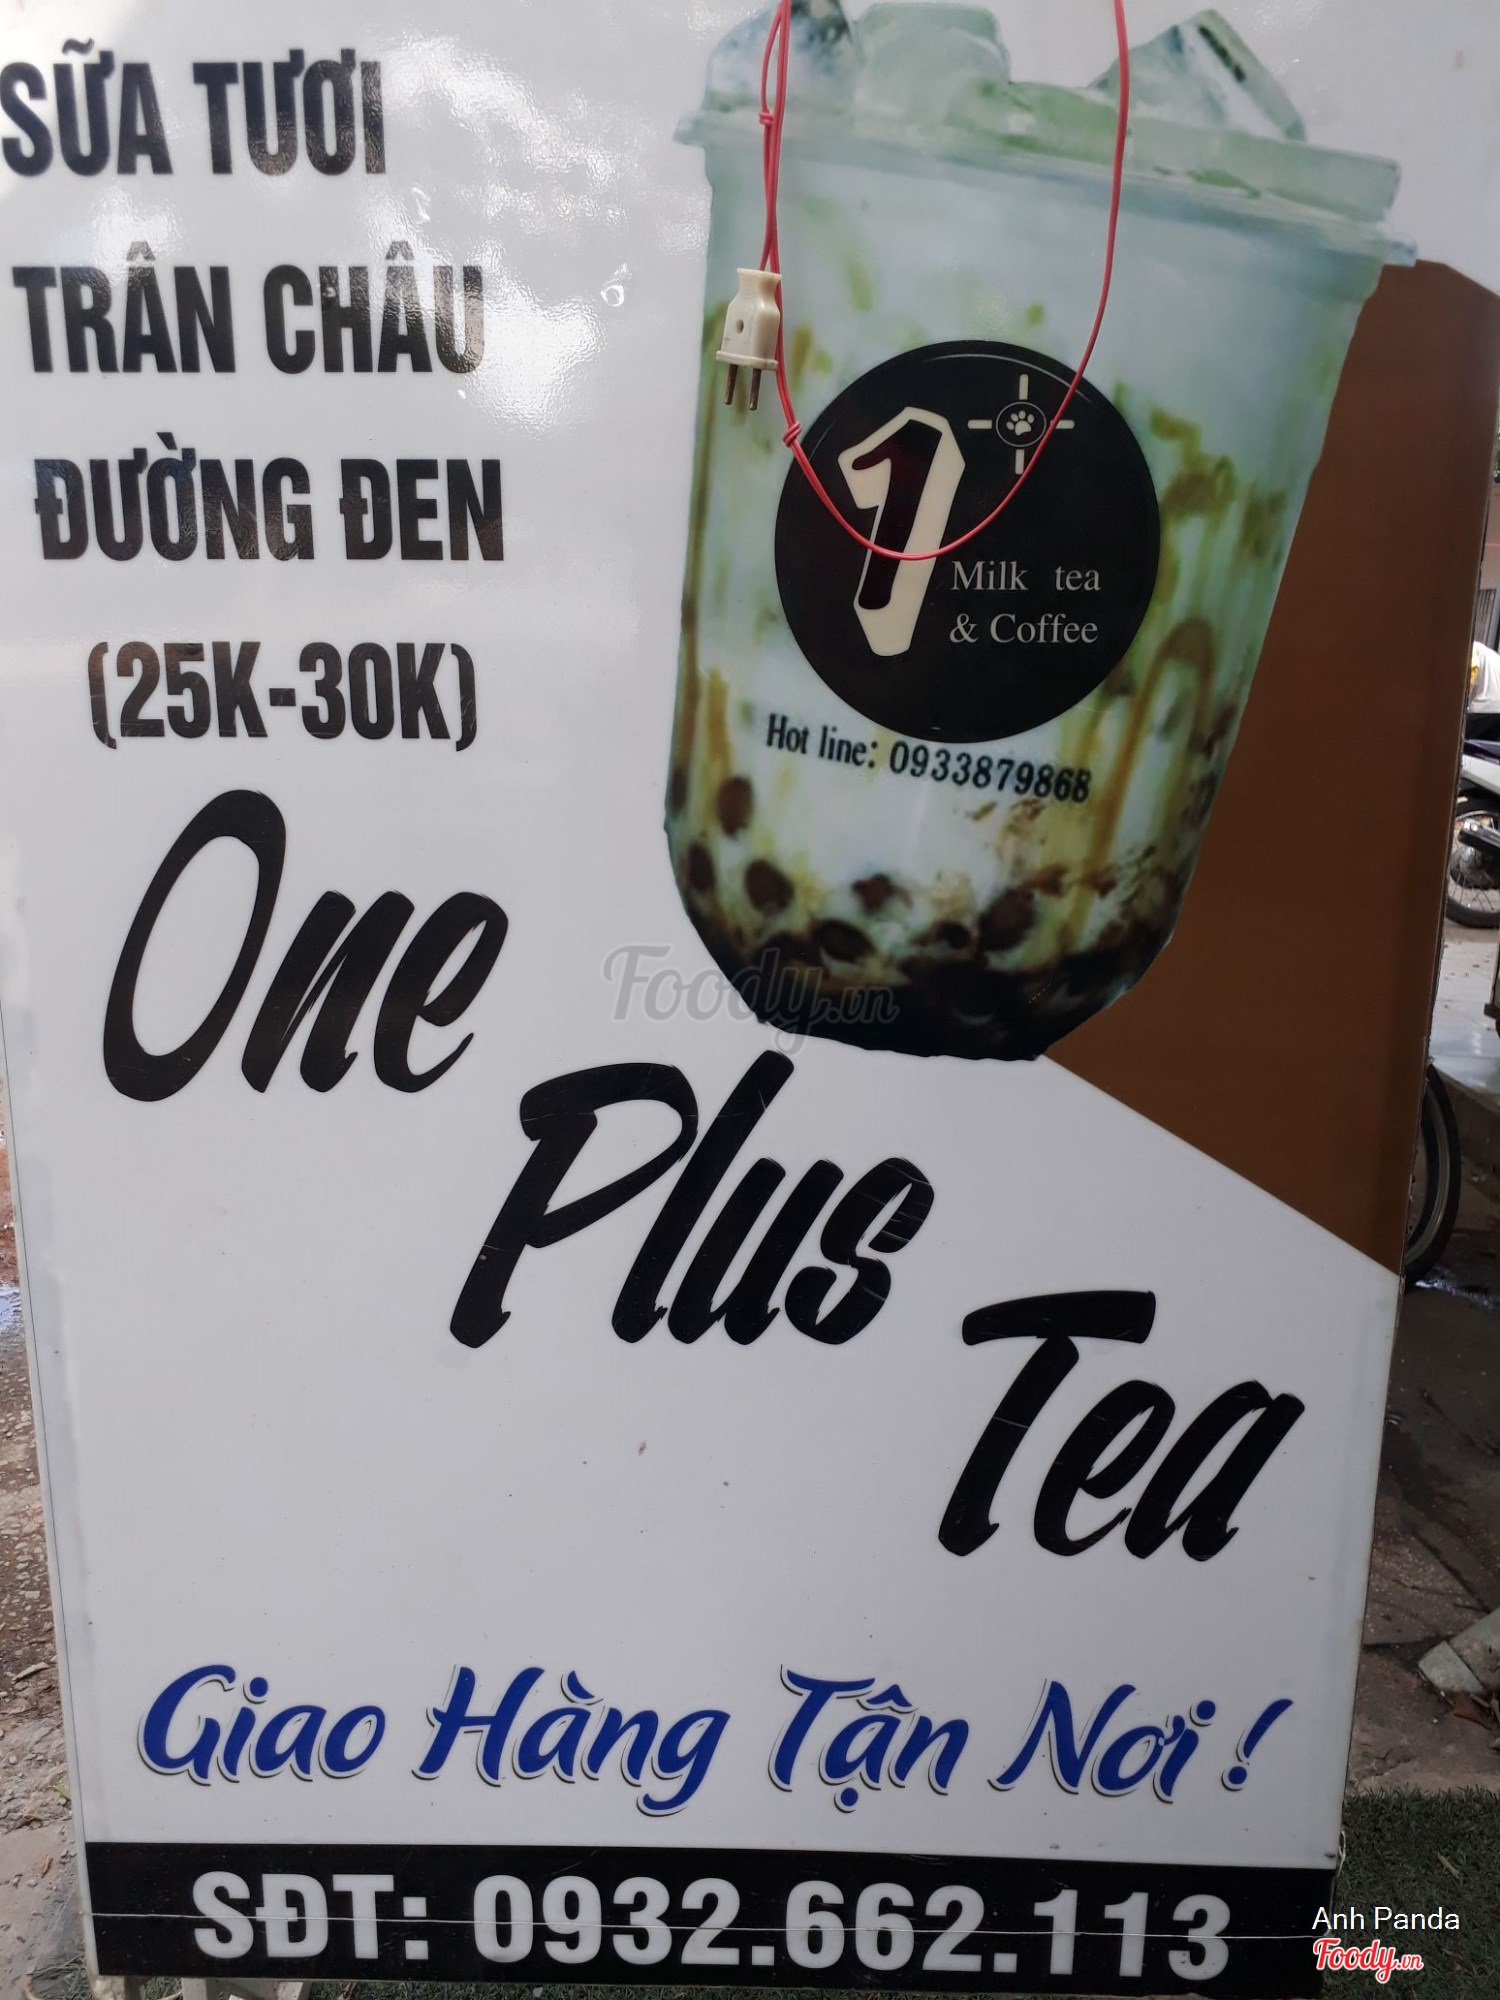 SỮA TƯƠI
TRÂN CHÂU
ĐƯỜNG ĐEN
(25K-30K)
1
Milk tea
& Coffee
Hot line: 0933879868
One
Plus
Tea
Foody.vn
Giao Hàng Tận Nơi !
SĐT: 0932.662.113
Anh Panda
Foody.vn